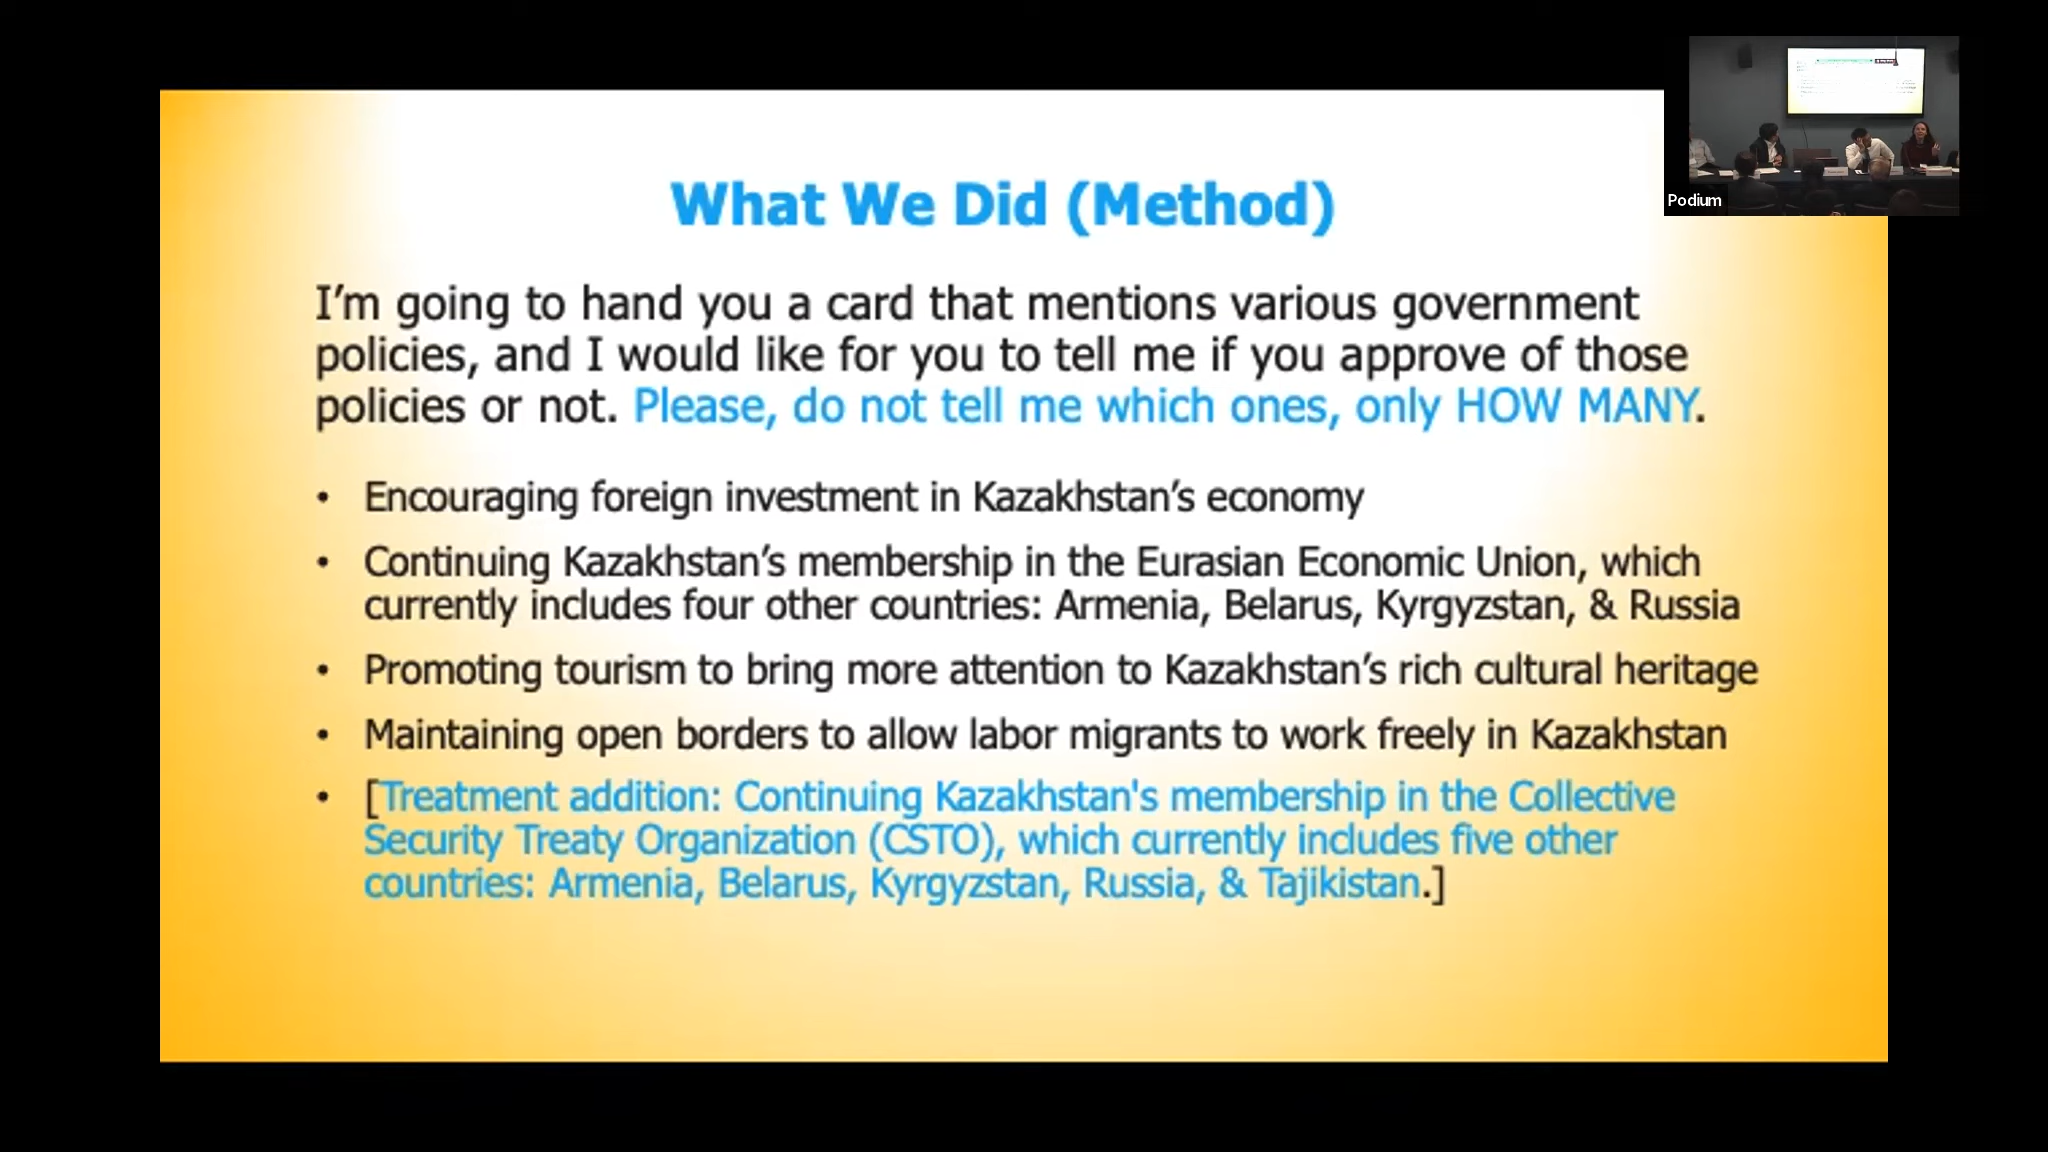 What We Did (Method)
I'm going to hand you a card that mentions various government
policies, and I would like for you to tell me if you approve of those
policies or not. Please, do not tell me which ones, only HOW MANY.
• Encouraging foreign investment in Kazakhstan's economy
• Continuing Kazakhstan's membership in the Eurasian Economic Union, which
currently includes four other countries: Armenia, Belarus, Kyrgyzstan, & Russia
• Promoting tourism to bring more attention to Kazakhstan's rich cultural heritage
• Maintaining open borders to allow labor migrants to work freely in Kazakhstan
• [Treatment addition: Continuing Kazakhstan's membership in the Collective
Security Treaty Organization (CSTO), which currently includes five other
countries: Armenia, Belarus, Kyrgyzstan, Russia, & Tajikistan.]
Podium